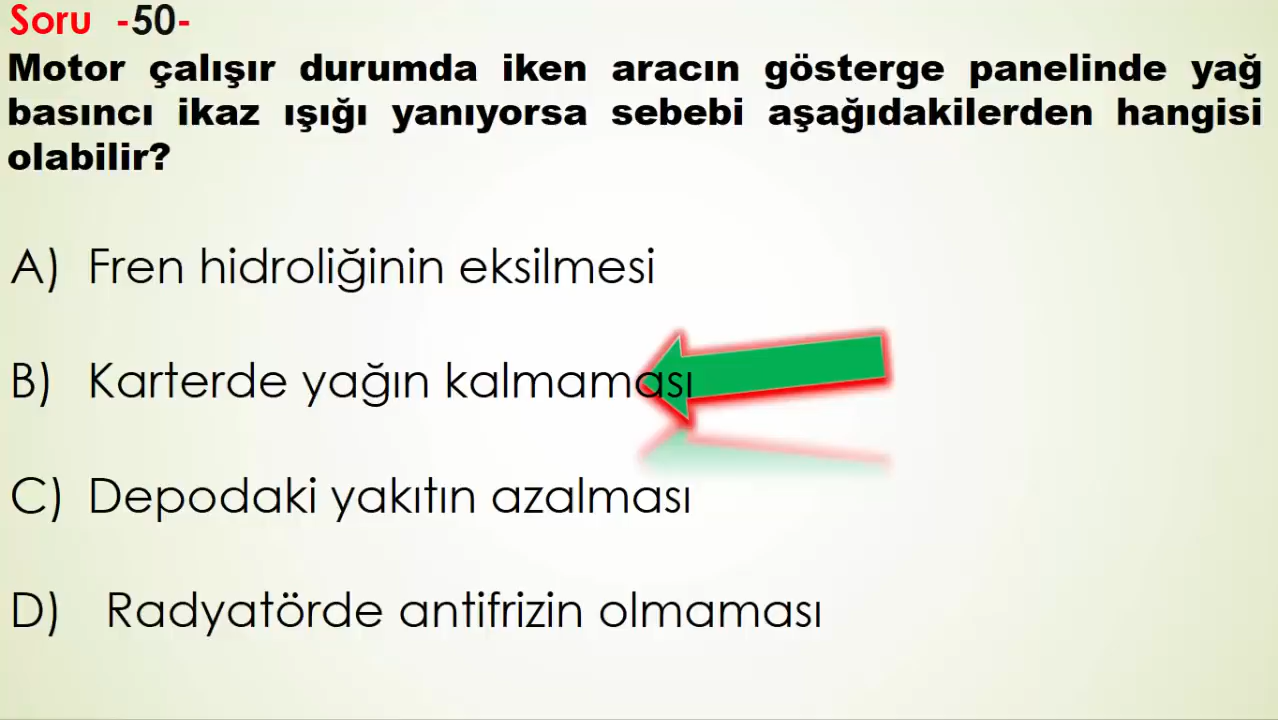 Soru -50-
Motor çalışır durumda iken aracın gösterge panelinde yağ
basıncı ikaz ışığı yanıyorsa sebebi aşağıdakilerden hangisi
olabilir?
A) Fren hidroliğinin eksilmesi
B) Karterde yağın kalmaması
C) Depodaki yakıtın azalması
D) Radyatörde antifrizin olmaması